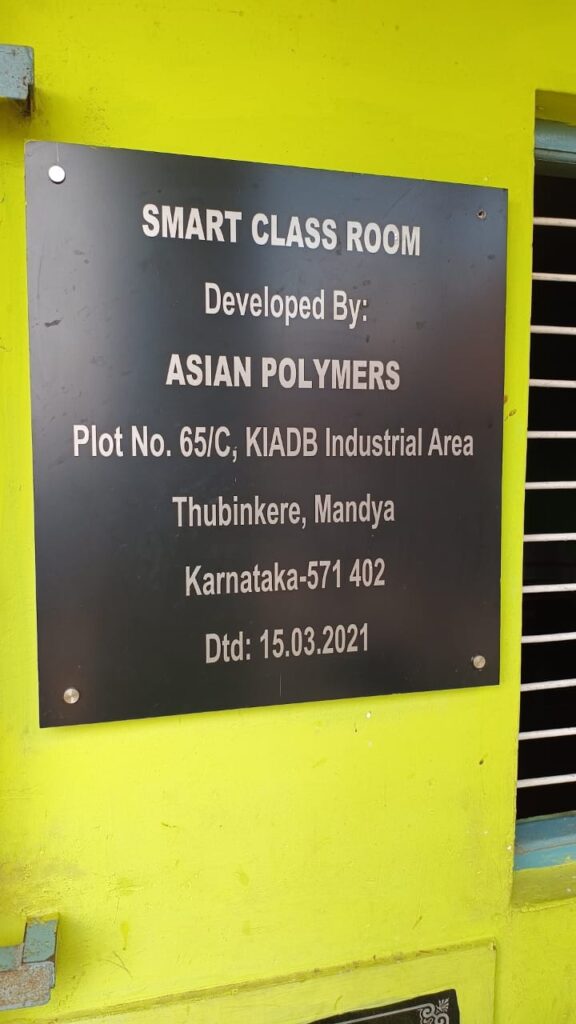 SMART CLASS ROOM
Developed By:
ASIAN POLYMERS
Plot No. 65/C, KIADB Industrial Area
Thubinkere, Mandya
Karnataka-571 402
Dtd: 15.03.2021